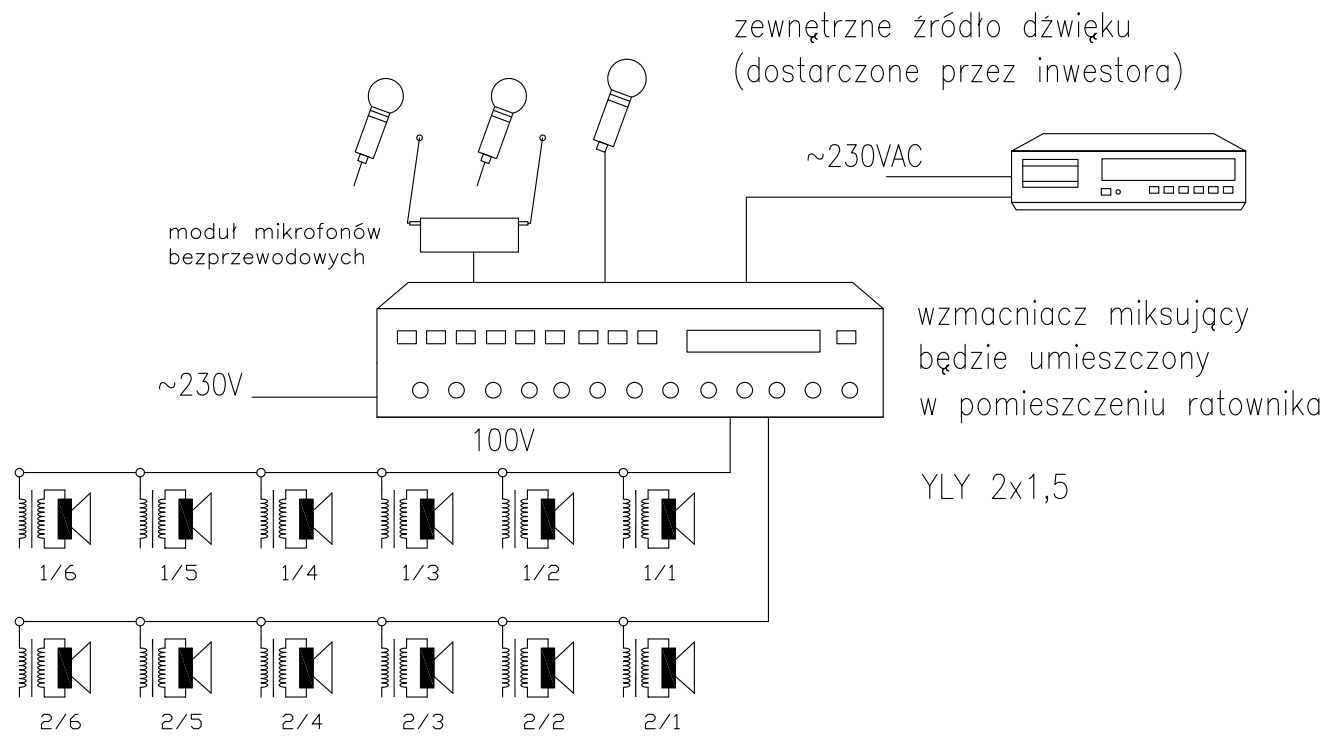 zewnętrzne źródło dźwięku
(dostarczone przez inwestora)
~230VAC
moduł mikrofonów
bezprzewodowych
wzmacniacz miksujący
będzie umieszczony
w pomieszczeniu ratownika
~230V
100V
YLY 2x1,5
1/6 1/5 1/4 1/3 1/2 1/1
2/6 2/5 2/4 2/3 2/2 2/1